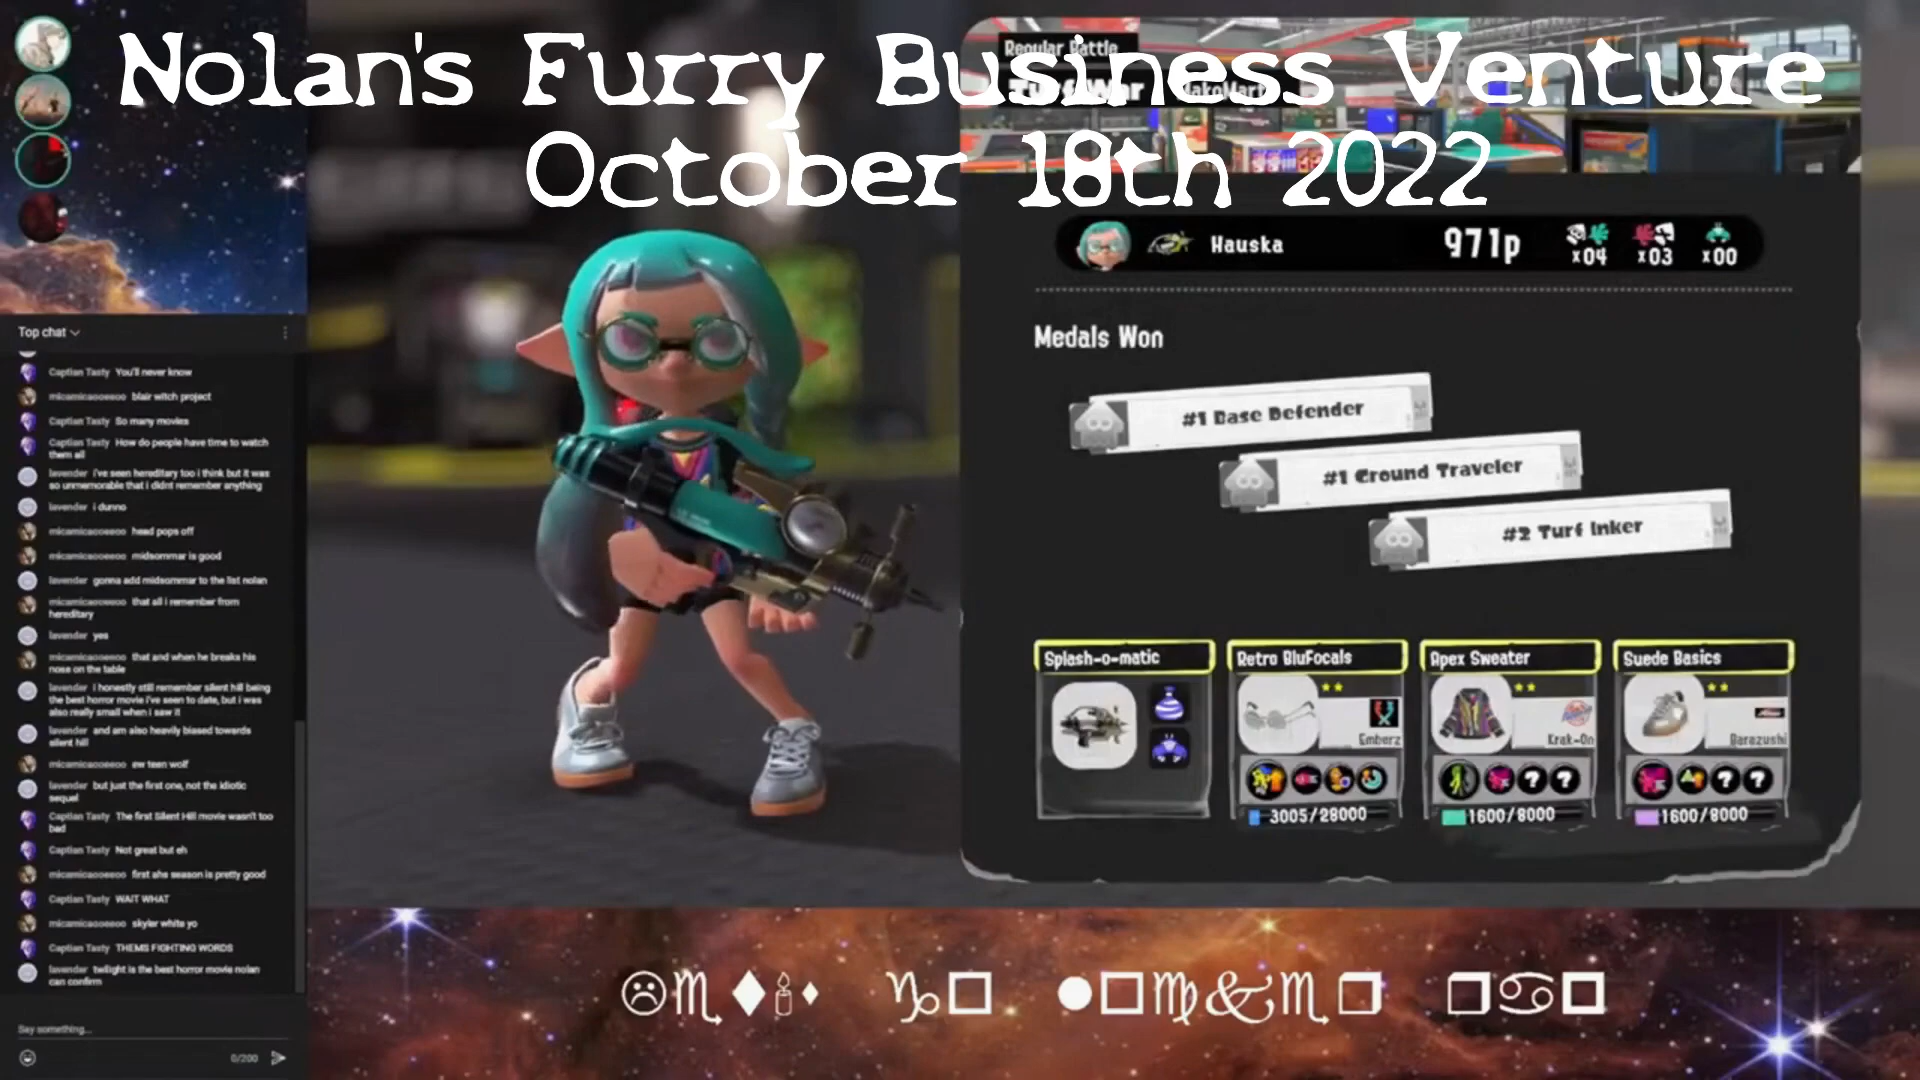 Nolan's Furry Business Venture
October 18th 2022
Regular Battle
Turf War
MakoMart
Hauska 971p x04 x03 x00
Medals Won
#1 Base Defender
#1 Ground Traveler
#2 Turf Inker
Splash-o-matic
Retro BluFocals
Emberz
3005/28000
Apex Sweater
Krak-On
1600/8000
Suede Basics
Barazushi
1600/8000
Top chat
Captian Tasty You'll never know
micamicaooeeoo blair witch project
Captian Tasty So many movies
Captian Tasty How do people have time to watch
them all
lavender i've seen hereditary too i think but it was
so unmemorable that i didnt remember anything
lavender i dunno
micamicaooeeoo head pops off
micamicaooeeoo midsommar is good
lavender gonna add midsommar to the list nolan
micamicaooeeoo that all i remember from
hereditary
lavender yes
micamicaooeeoo that and when he breaks his
nose on the table
lavender i honestly still remember silent hill being
the best horror movie i've seen to date, but i was
also really small when i saw it
lavender and am also heavily biased towards
silent hill
micamicaooeeoo ew teen wolf
lavender but just the first one, not the idiotic
sequel
Captian Tasty The first Silent Hill movie wasn't too
bad
Captian Tasty Not great but eh
micamicaooeeoo first ahs season is pretty good
Captian Tasty WAIT WHAT
micamicaooeeoo skyler white yo
Captian Tasty THEMS FIGHTING WORDS
lavender twilight is the best horror movie nolan
can confirm
Say something...
0/200